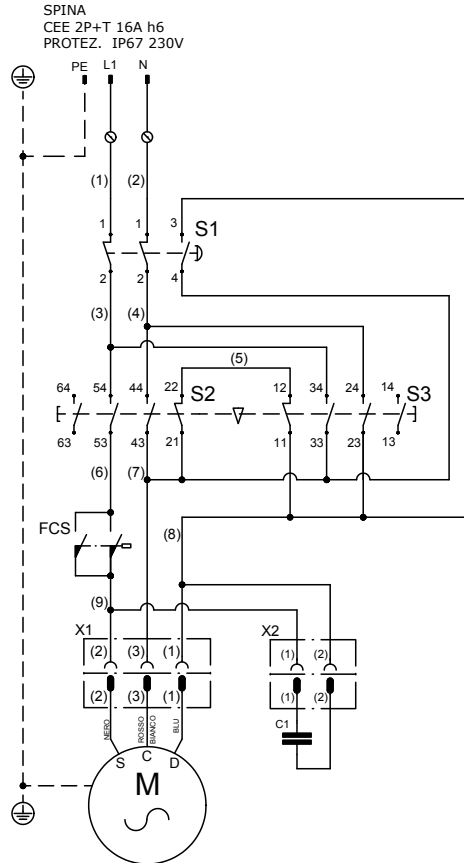 SPINA
CEE 2P+T 16A h6
PROTEZ. IP67 230V
PE L1 N
(1) (2)
1 1 3
S1
2 2 4
(3) (4)
(5)
64 54 44 22 S2 12 34 24 14 S3
63 53 43 21 11 33 23 13
(6) (7)
FCS
(8)
(9)
X1 X2
(2) (3) (1) (1) (2)
(2) (3) (1) (1) (2)
C1
NERO ROSSO BIANCO BLU
S C D
M